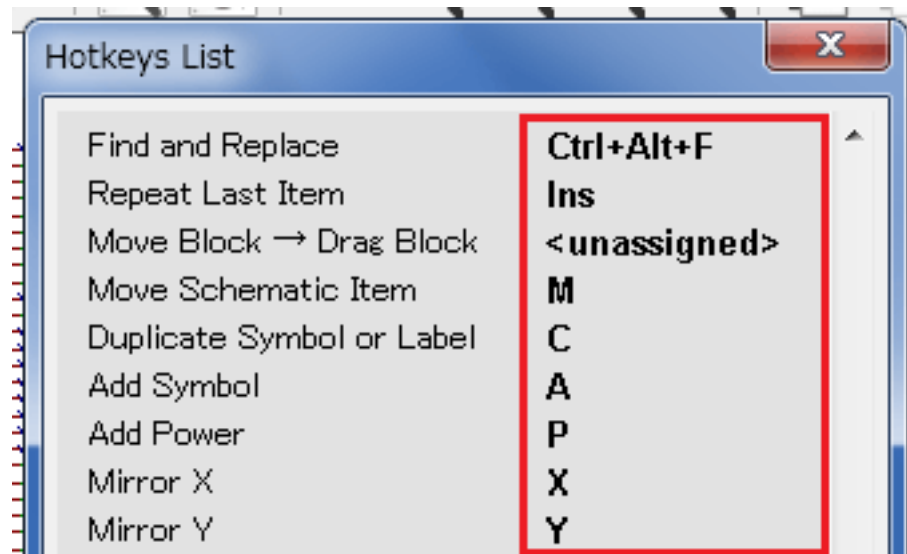 Hotkeys List
Find and Replace Ctrl+Alt+F
Repeat Last Item Ins
Move Block → Drag Block <unassigned>
Move Schematic Item M
Duplicate Symbol or Label C
Add Symbol A
Add Power P
Mirror X X
Mirror Y Y